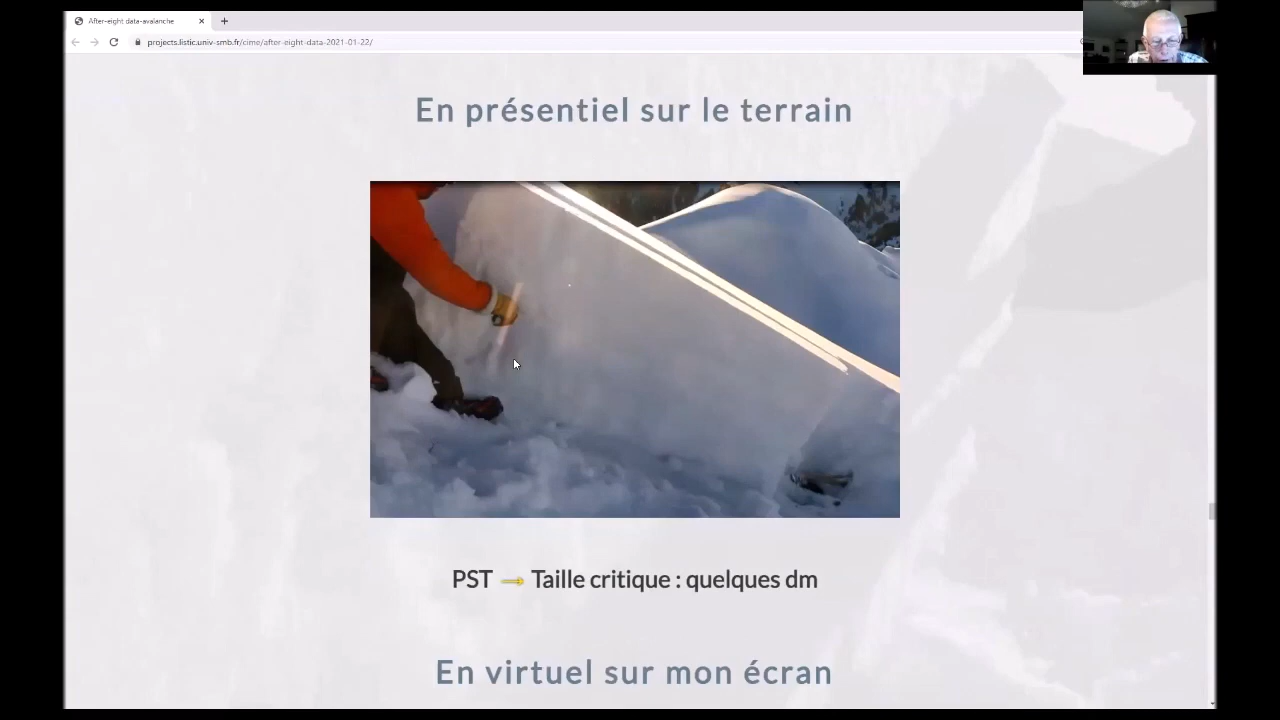 After-eight data-avalanche
projects.listic.univ-smb.fr/cime/after-eight-data-2021-01-22/
En présentiel sur le terrain
PST → Taille critique : quelques dm
En virtuel sur mon écran